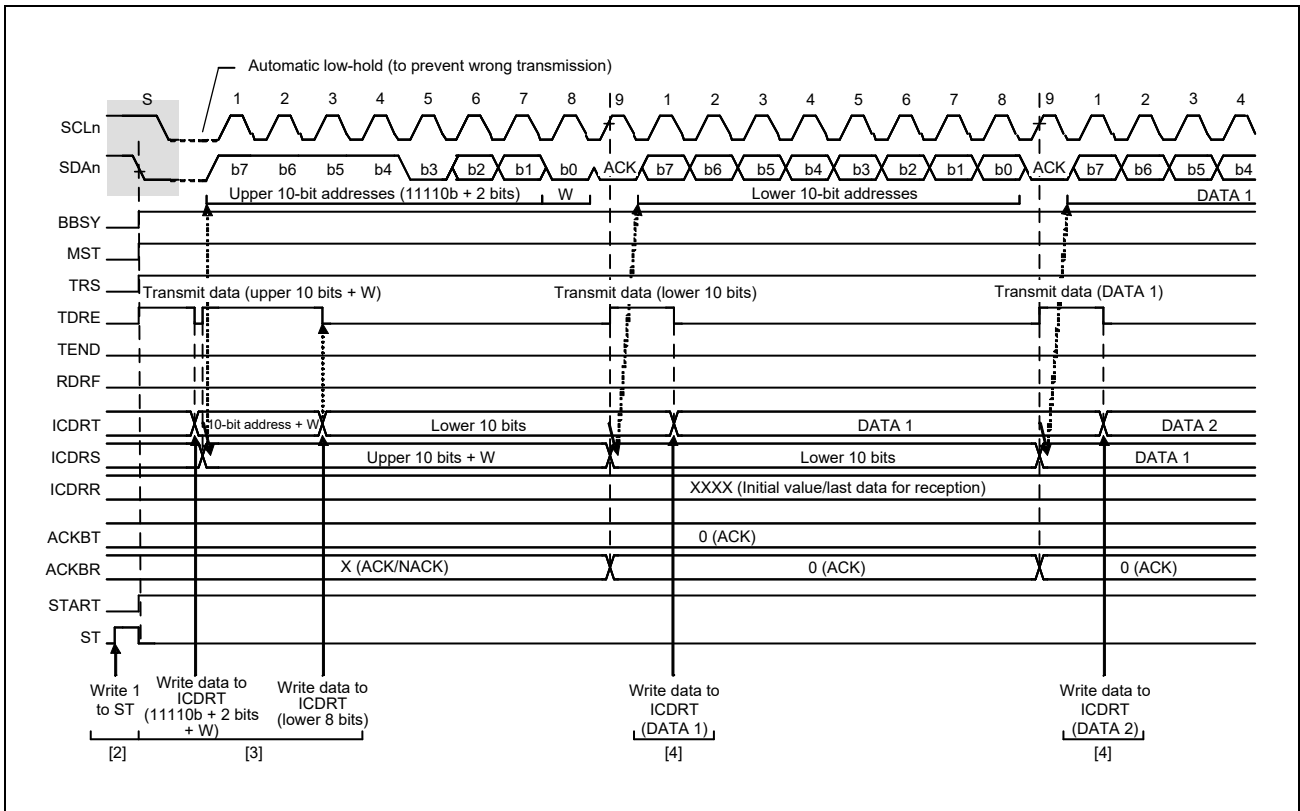 Automatic low-hold (to prevent wrong transmission)
S 1 2 3 4 5 6 7 8 9 1 2 3 4 5 6 7 8 9 1 2 3 4
SCLn
SDAn b7 b6 b5 b4 b3 b2 b1 b0 ACK b7 b6 b5 b4 b3 b2 b1 b0 ACK b7 b6 b5 b4
Upper 10-bit addresses (11110b + 2 bits) W Lower 10-bit addresses DATA 1
BBSY
MST
TRS
Transmit data (upper 10 bits + W) Transmit data (lower 10 bits) Transmit data (DATA 1)
TDRE
TEND
RDRF
ICDRT 10-bit address + W Lower 10 bits DATA 1 DATA 2
ICDRS Upper 10 bits + W Lower 10 bits DATA 1
ICDRR XXXX (Initial value/last data for reception)
ACKBT 0 (ACK)
ACKBR X (ACK/NACK) 0 (ACK) 0 (ACK)
START
ST
Write 1
to ST
Write data to
ICDRT
(11110b + 2 bits
+ W)
Write data to
ICDRT
(lower 8 bits)
Write data to
ICDRT
(DATA 1)
Write data to
ICDRT
(DATA 2)
[2] [3] [4] [4]